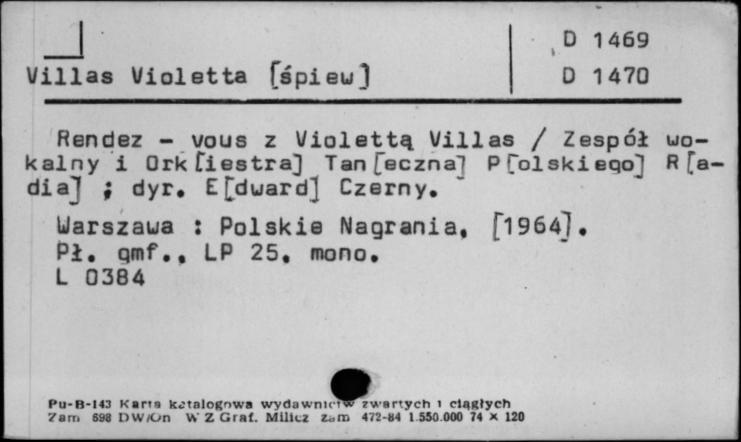 D 1469
Villas Violetta [śpiew]
D 1470
Rendez - vous z Violettą Villas / Zespół wo-
kalny i Ork[iestra] Tan[eczna] P[olskiego] R[a-
dia] ; dyr. E[dward] Czerny.
Warszawa : Polskie Nagrania, [1964].
Pł. gmf., LP 25, mono.
L 0384
Pu-B-143 Karta katalogowa wydawnictw zwartych i ciągłych
Zam 698 DW/On W Z Graf. Milicz zam 472-84 1.550.000 74 × 120